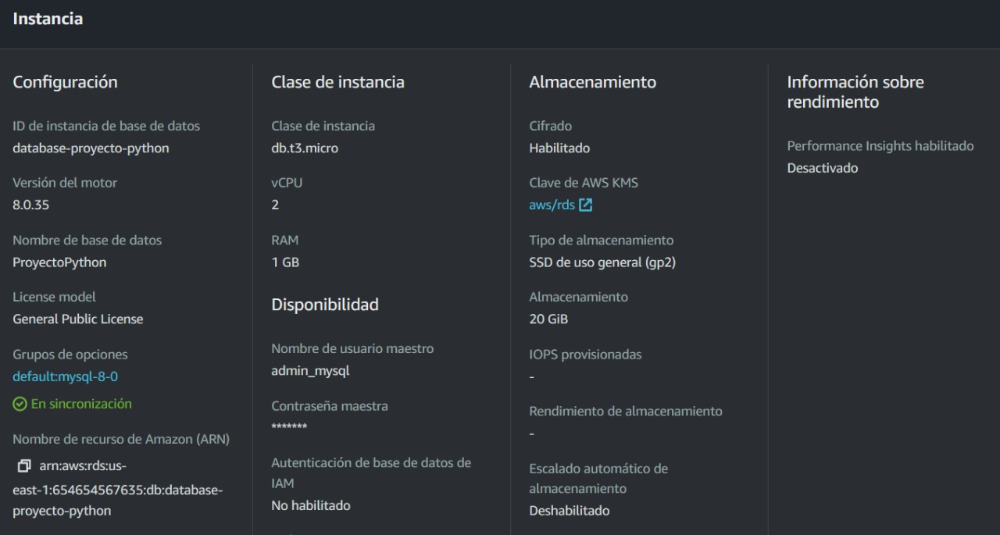 Instancia
Configuración
ID de instancia de base de datos
database-proyecto-python
Versión del motor
8.0.35
Nombre de base de datos
ProyectoPython
License model
General Public License
Grupos de opciones
default:mysql-8-0
En sincronización
Nombre de recurso de Amazon (ARN)
arn:aws:rds:us-
east-1:654654567635:db:database-
proyecto-python
Clase de instancia
Clase de instancia
db.t3.micro
vCPU
2
RAM
1 GB
Disponibilidad
Nombre de usuario maestro
admin_mysql
Contraseña maestra
*******
Autenticación de base de datos de
IAM
No habilitado
Almacenamiento
Cifrado
Habilitado
Clave de AWS KMS
aws/rds
Tipo de almacenamiento
SSD de uso general (gp2)
Almacenamiento
20 GiB
IOPS provisionadas
-
Rendimiento de almacenamiento
-
Escalado automático de
almacenamiento
Deshabilitado
Información sobre
rendimiento
Performance Insights habilitado
Desactivado